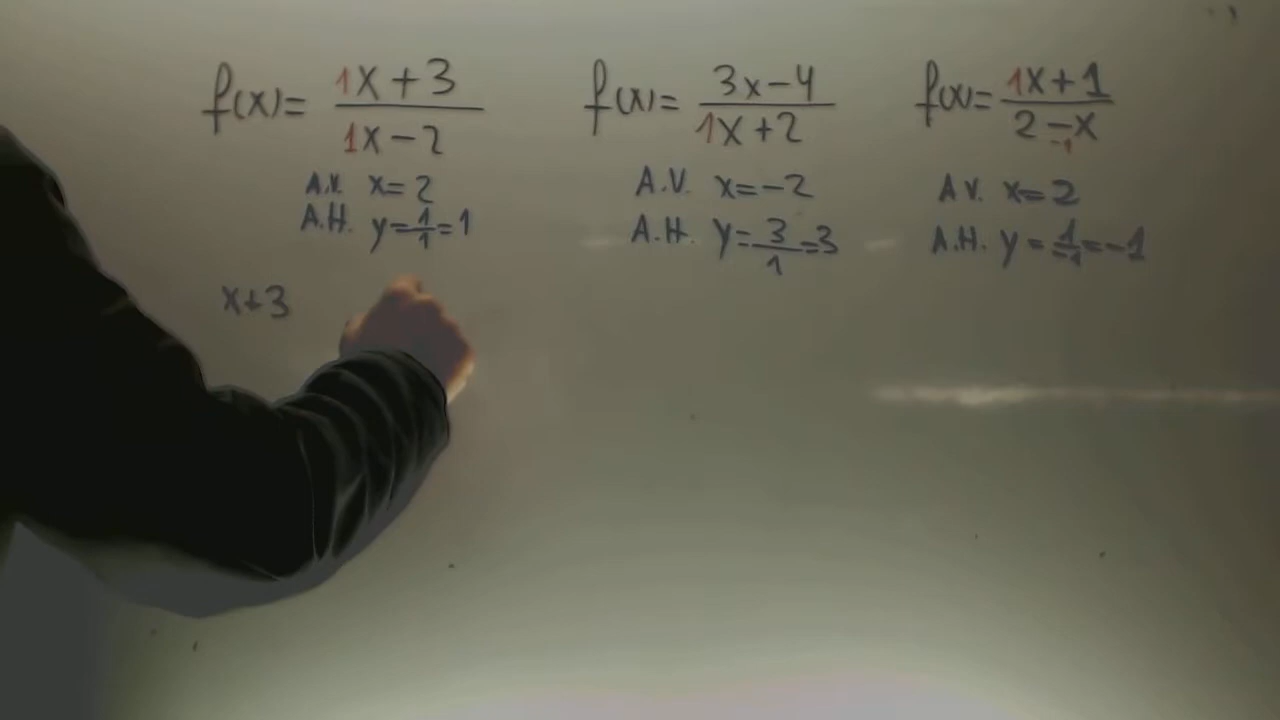 f(x)= 1x+3 / 1x-2
A.V. x=2
A.H. y=1/1=1
x+3
f(x)= 3x-4 / 1x+2
A.V. x=-2
A.H. y=3/1=3
f(x)= 1x+1 / 2-x
-1
A.V. x=2
A.H. y=1/-1=-1